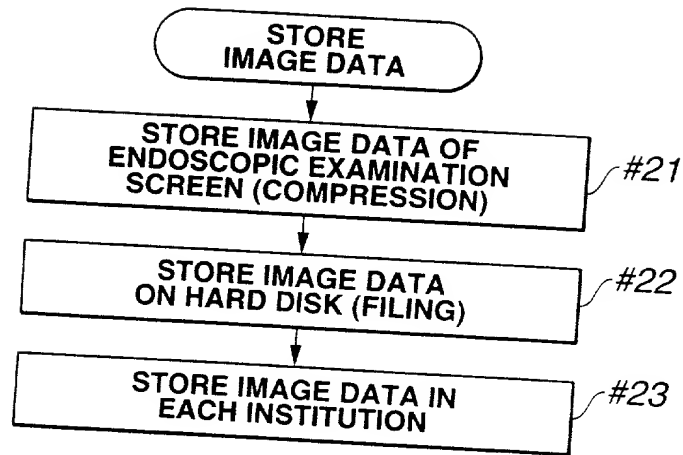 STORE
IMAGE DATA
STORE IMAGE DATA OF
ENDOSCOPIC EXAMINATION
SCREEN (COMPRESSION)
#21
STORE IMAGE DATA
ON HARD DISK (FILING)
#22
STORE IMAGE DATA IN
EACH INSTITUTION
#23